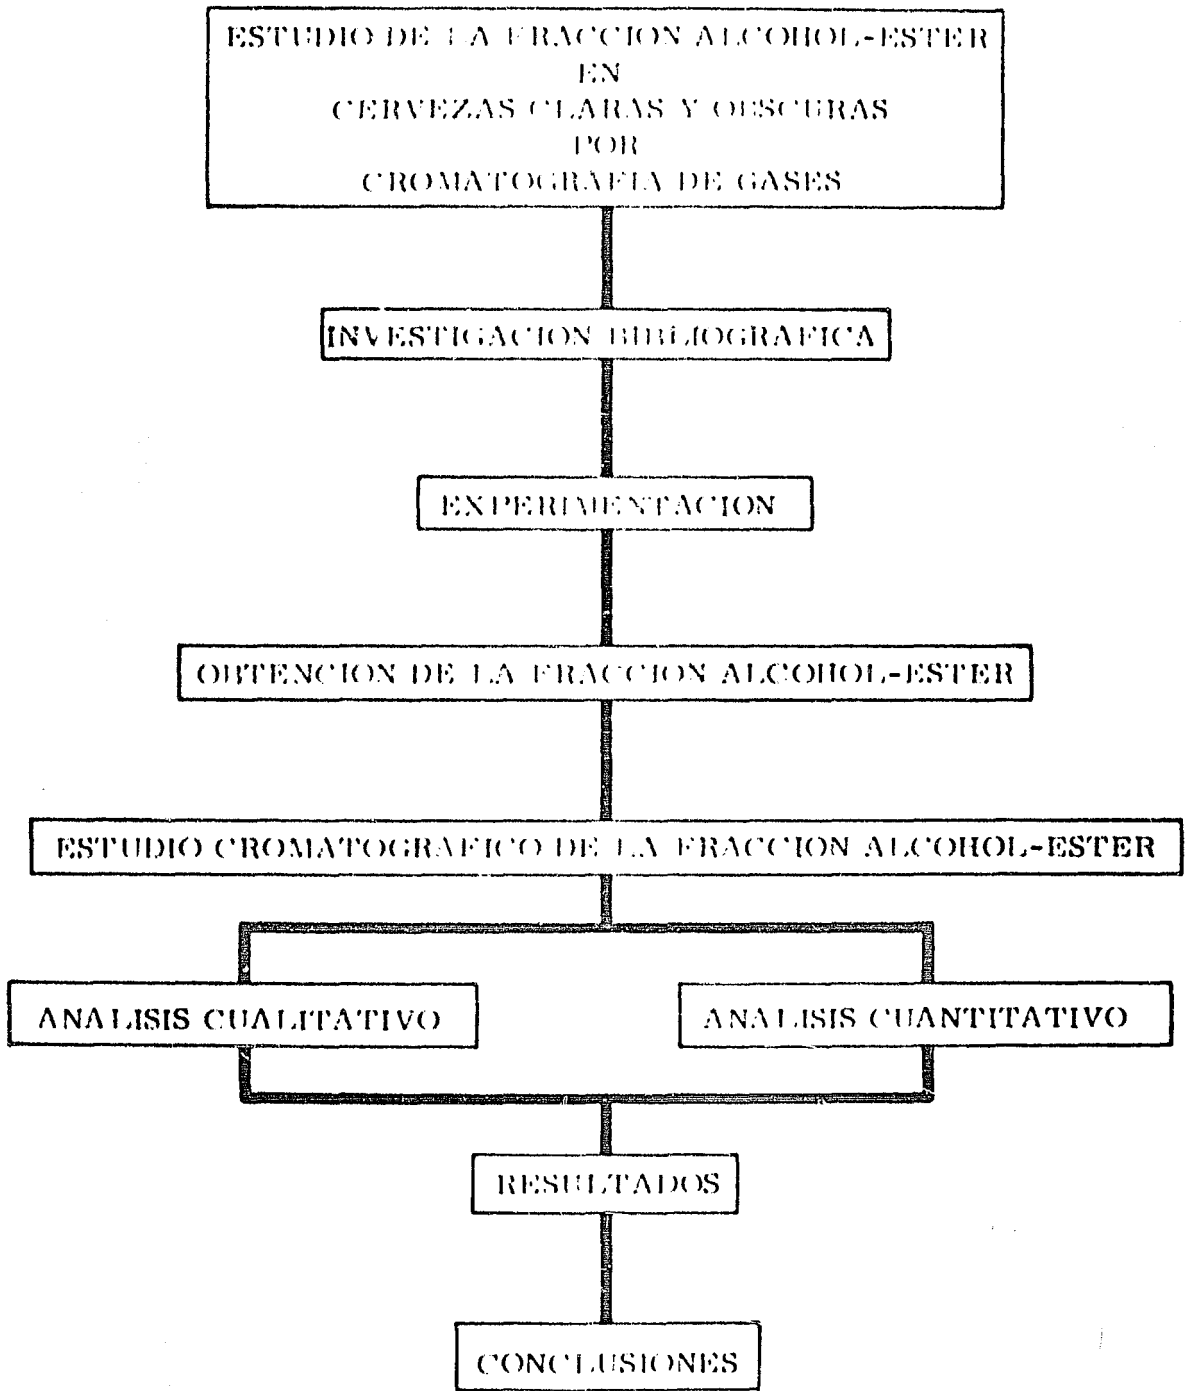 ESTUDIO DE LA FRACCION ALCOHOL-ESTER
EN
CERVEZAS CLARAS Y OBSCURAS
POR
CROMATOGRAFIA DE GASES
INVESTIGACION BIBLIOGRAFICA
EXPERIMENTACION
OBTENCION DE LA FRACCION ALCOHOL-ESTER
ESTUDIO CROMATOGRAFICO DE LA FRACCION ALCOHOL-ESTER
ANALISIS CUALITATIVO
ANALISIS CUANTITATIVO
RESULTADOS
CONCLUSIONES